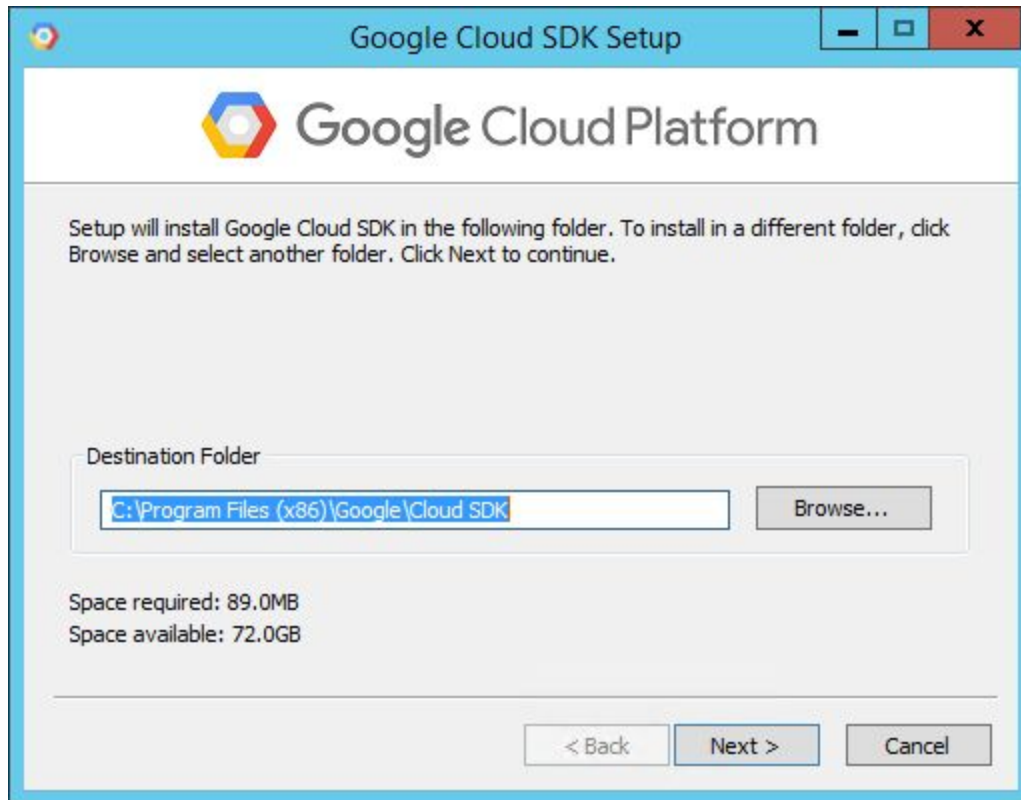 Google Cloud SDK Setup
Google Cloud Platform
Setup will install Google Cloud SDK in the following folder. To install in a different folder, click
Browse and select another folder. Click Next to continue.
Destination Folder
C:\Program Files (x86)\Google\Cloud SDK
Browse...
Space required: 89.0MB
Space available: 72.0GB
< Back
Next >
Cancel